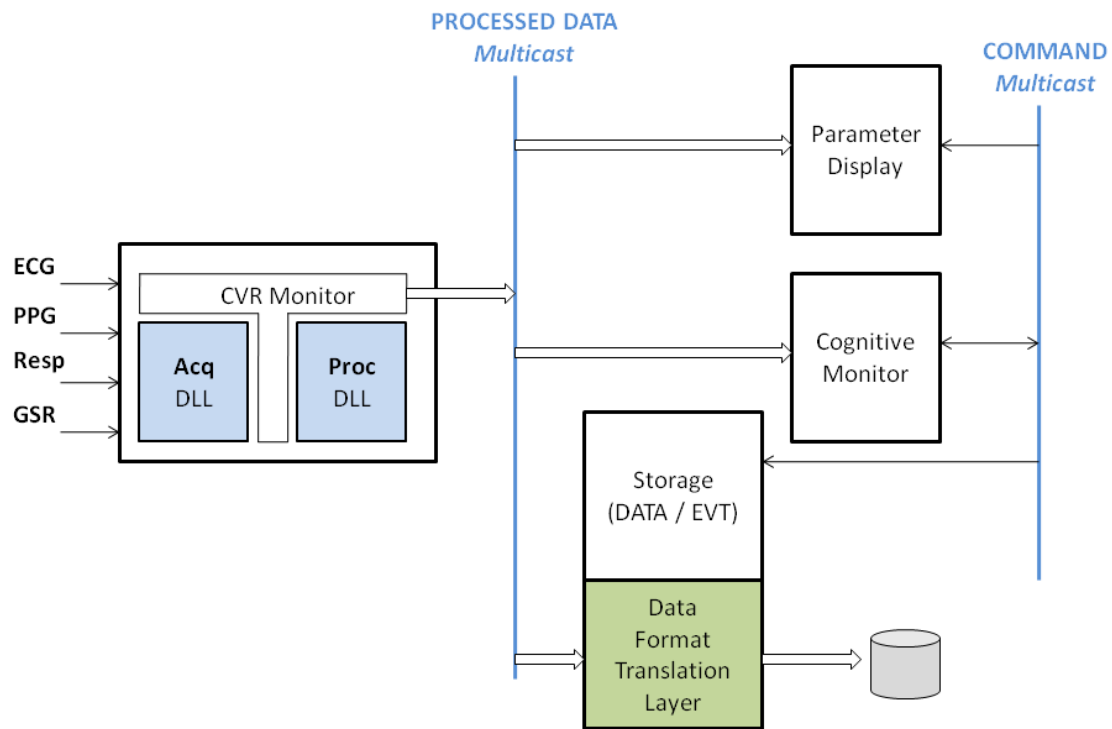 PROCESSED DATA
Multicast
COMMAND
Multicast
Parameter
Display
ECG
PPG
Resp
GSR
CVR Monitor
Acq
DLL
Proc
DLL
Cognitive
Monitor
Storage
(DATA / EVT)
Data
Format
Translation
Layer